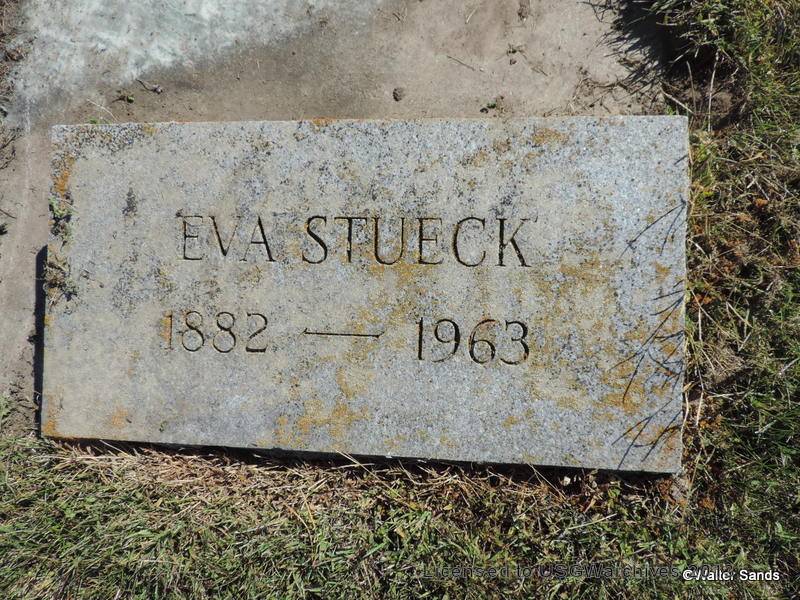 EVA STUECK
1882 — 1963
Licensed to USGWarchives
©Walter Sands